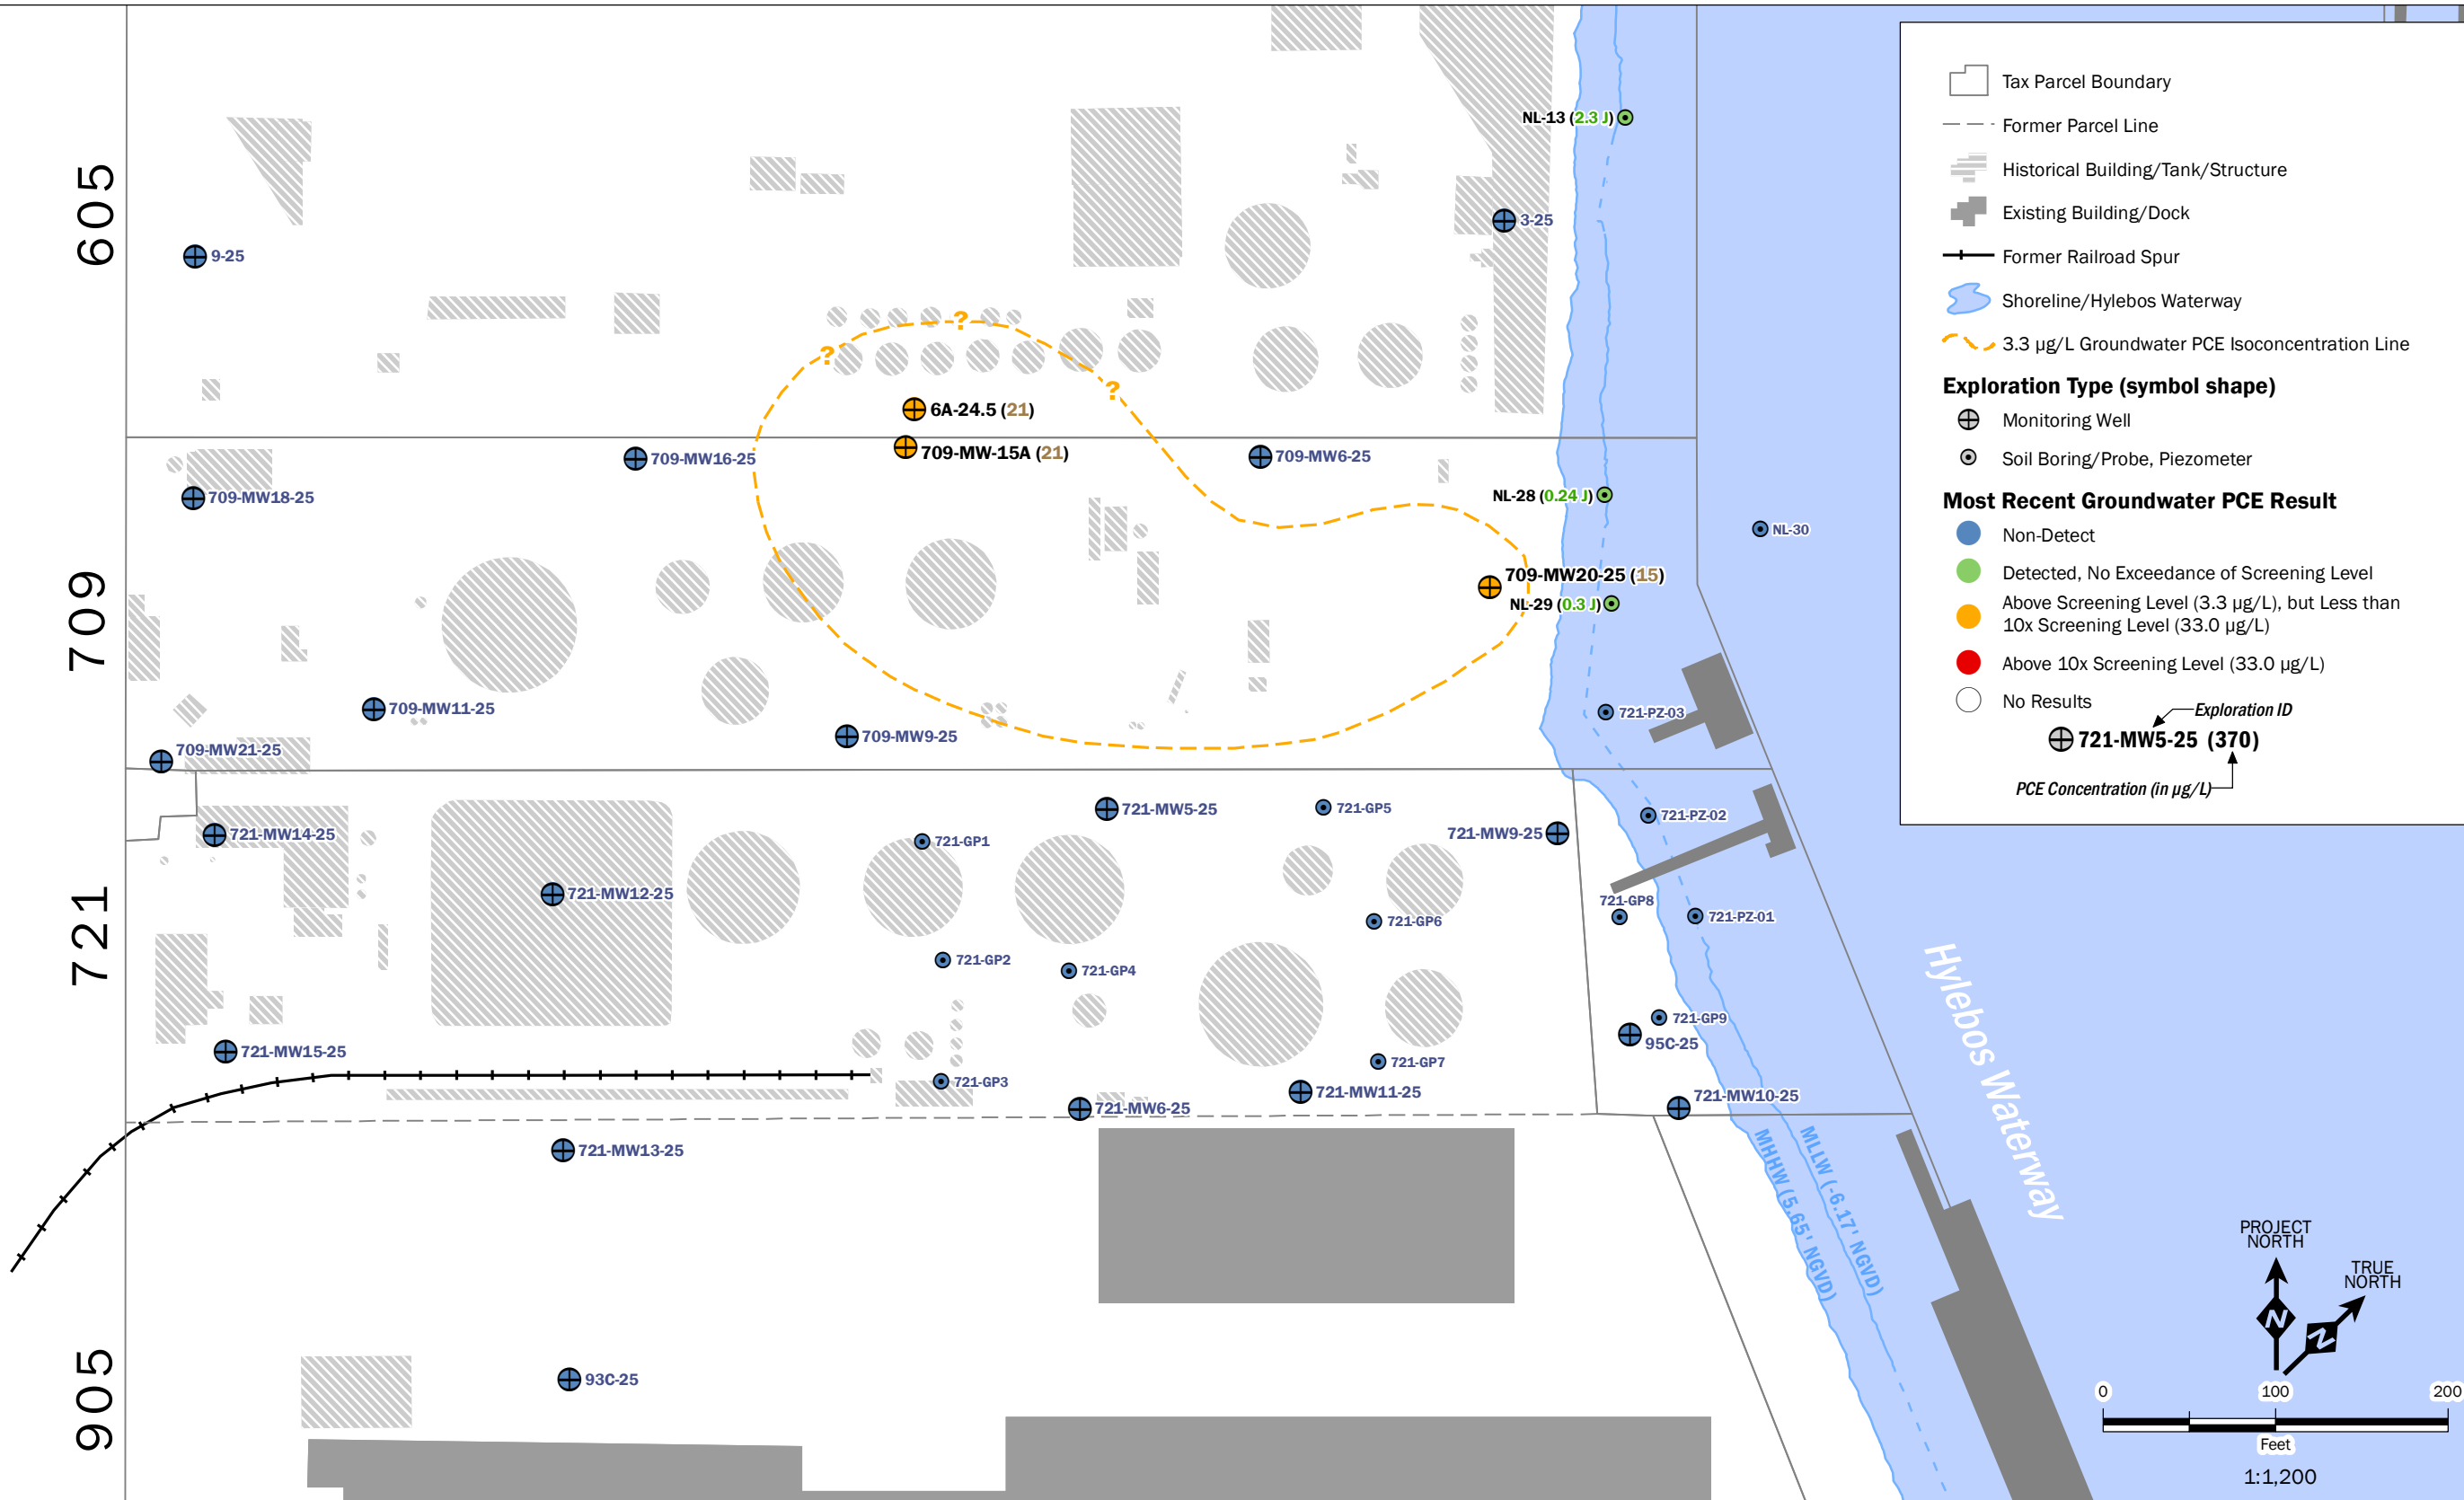 605
709
721
905
NL-13 (2.3 J)
3-25
9-25
?
?
?
6A-24.5 (21)
709-MW-15A (21)
709-MW16-25
709-MW6-25
709-MW18-25
NL-28 (0.24 J)
NL-30
709-MW20-25 (15)
NL-29 (0.3 J)
709-MW11-25
721-PZ-03
709-MW9-25
709-MW21-25
721-MW5-25
721-GP5
721-PZ-02
721-MW14-25
721-MW9-25
721-GP1
721-MW12-25
721-GP8
721-GP6
721-PZ-01
721-GP2
721-GP4
721-GP9
95C-25
721-MW15-25
721-GP7
721-GP3
721-MW11-25
721-MW10-25
721-MW6-25
721-MW13-25
93C-25
Hylebos Waterway
MHHW (5.65' NGVD)
MLLW (-6.17' NGVD)
Tax Parcel Boundary
Former Parcel Line
Historical Building/Tank/Structure
Existing Building/Dock
Former Railroad Spur
Shoreline/Hylebos Waterway
3.3 µg/L Groundwater PCE Isoconcentration Line
Exploration Type (symbol shape)
Monitoring Well
Soil Boring/Probe, Piezometer
Most Recent Groundwater PCE Result
Non-Detect
Detected, No Exceedance of Screening Level
Above Screening Level (3.3 µg/L), but Less than
10x Screening Level (33.0 µg/L)
Above 10x Screening Level (33.0 µg/L)
No Results
Exploration ID
721-MW5-25 (370)
PCE Concentration (in µg/L)
PROJECT
NORTH
TRUE
NORTH
N
N
0 100 200
Feet
1:1,200